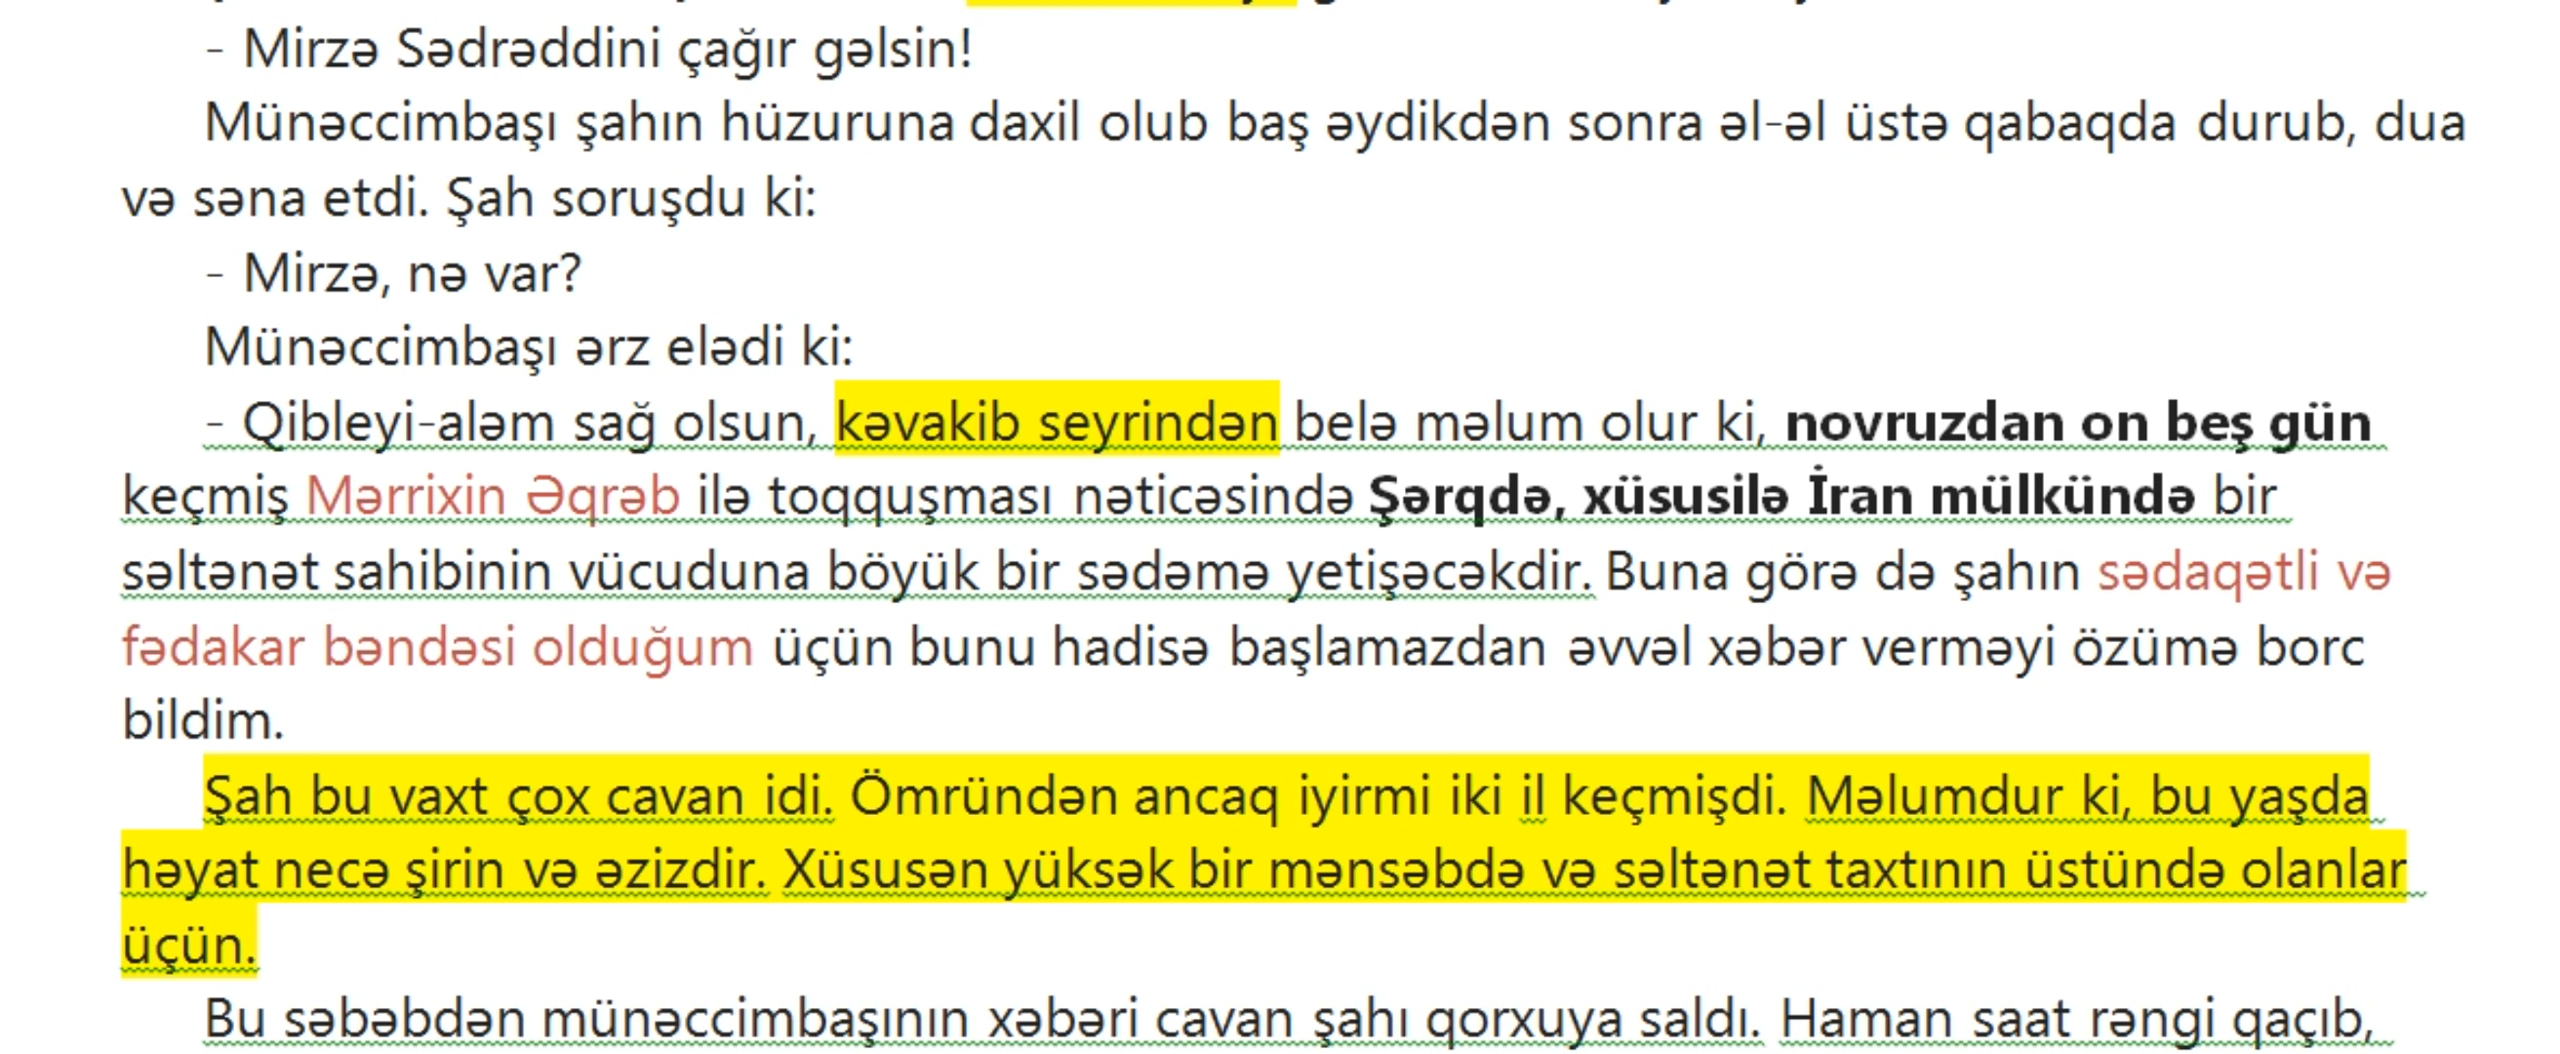 - Mirzə Sədrəddini çağır gəlsin!
Münəccimbaşı şahın hüzuruna daxil olub baş əydikdən sonra əl-əl üstə qabaqda durub, dua
və səna etdi. Şah soruşdu ki:
- Mirzə, nə var?
Münəccimbaşı ərz elədi ki:
- Qibleyi-aləm sağ olsun, kəvakib seyrindən belə məlum olur ki, novruzdan on beş gün
keçmiş Mərrixin Əqrəb ilə toqquşması nəticəsində Şərqdə, xüsusilə İran mülkündə bir
səltənət sahibinin vücuduna böyük bir sədəmə yetişəcəkdir. Buna görə də şahın sədaqətli və
fədakar bəndəsi olduğum üçün bunu hadisə başlamazdan əvvəl xəbər verməyi özümə borc
bildim.
Şah bu vaxt çox cavan idi. Ömründən ancaq iyirmi iki il keçmişdi. Məlumdur ki, bu yaşda
həyat necə şirin və əzizdir. Xüsusən yüksək bir mənsəbdə və səltənət taxtının üstündə olanlar
üçün.
Bu səbəbdən münəccimbaşının xəbəri cavan şahı qorxuya saldı. Haman saat rəngi qaçıb,